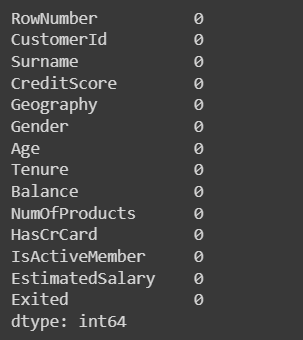 RowNumber 0
CustomerId 0
Surname 0
CreditScore 0
Geography 0
Gender 0
Age 0
Tenure 0
Balance 0
NumOfProducts 0
HasCrCard 0
IsActiveMember 0
EstimatedSalary 0
Exited 0
dtype: int64